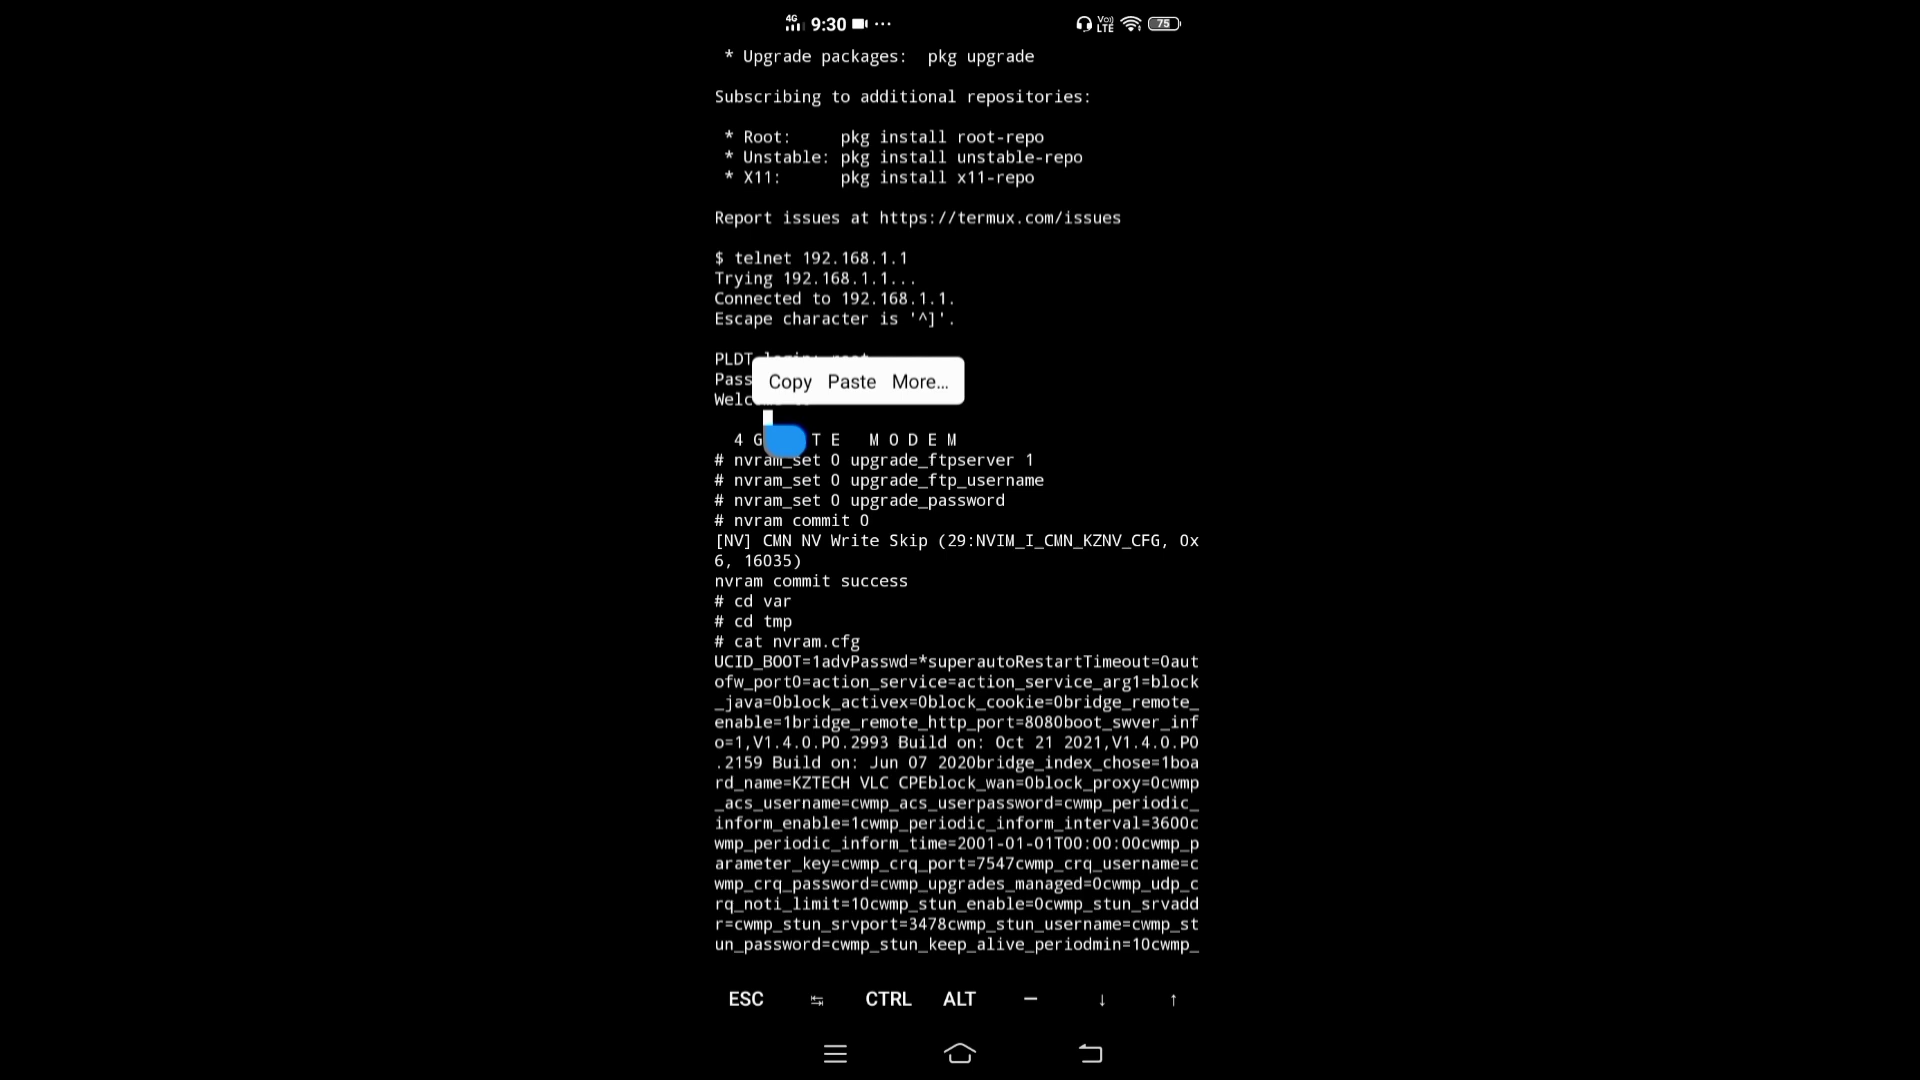 4G 9:30 ··· Vo) LTE 75
* Upgrade packages:  pkg upgrade
Subscribing to additional repositories:
* Root:     pkg install root-repo
* Unstable: pkg install unstable-repo
* X11:      pkg install x11-repo
Report issues at https://termux.com/issues
$ telnet 192.168.1.1
Trying 192.168.1.1...
Connected to 192.168.1.1.
Escape character is '^]'.
PLDT
Pass
Copy Paste More...
Welc
4 G T E   M O D E M
# nvram_set 0 upgrade_ftpserver 1
# nvram_set 0 upgrade_ftp_username
# nvram_set 0 upgrade_password
# nvram commit 0
[NV] CMN NV Write Skip (29:NVIM_I_CMN_KZNV_CFG, 0x
6, 16035)
nvram commit success
# cd var
# cd tmp
# cat nvram.cfg
UCID_BOOT=1advPasswd=*superautoRestartTimeout=0aut
ofw_port0=action_service=action_service_arg1=block
_java=0block_activex=0block_cookie=0bridge_remote_
enable=1bridge_remote_http_port=8080boot_swver_inf
o=1,V1.4.0.P0.2993 Build on: Oct 21 2021,V1.4.0.P0
.2159 Build on: Jun 07 2020bridge_index_chose=1boa
rd_name=KZTECH VLC CPEblock_wan=0block_proxy=0cwmp
_acs_username=cwmp_acs_userpassword=cwmp_periodic_
inform_enable=1cwmp_periodic_inform_interval=3600c
wmp_periodic_inform_time=2001-01-01T00:00:00cwmp_p
arameter_key=cwmp_crq_port=7547cwmp_crq_username=c
wmp_crq_password=cwmp_upgrades_managed=0cwmp_udp_c
rq_noti_limit=10cwmp_stun_enable=0cwmp_stun_srvadd
r=cwmp_stun_srvport=3478cwmp_stun_username=cwmp_st
un_password=cwmp_stun_keep_alive_periodmin=10cwmp_
ESC ↹ CTRL ALT — ↓ ↑